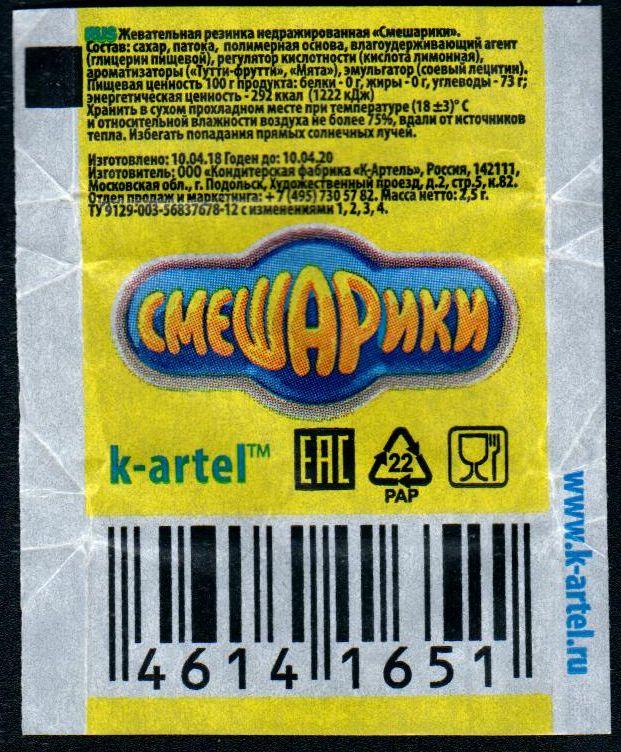 RUS Жевательная резинка недражированная «Смешарики».
Состав: сахар, патока, полимерная основа, влагоудерживающий агент
(глицерин пищевой), регулятор кислотности (кислота лимонная),
ароматизаторы («Тутти-фрутти», «Мята»), эмульгатор (соевый лецитин).
Пищевая ценность 100 г продукта: белки - 0 г, жиры - 0 г, углеводы - 73 г;
энергетическая ценность - 292 ккал (1222 кДж)
Хранить в сухом прохладном месте при температуре (18 ±3)° С
и относительной влажности воздуха не более 75%, вдали от источников
тепла. Избегать попадания прямых солнечных лучей.
Изготовлено: 10.04.18 Годен до: 10.04.20
Изготовитель: ООО «Кондитерская фабрика «К-Артель», Россия, 142111,
Московская обл., г. Подольск, Художественный проезд, д.2, стр.5, к.82.
Отдел продаж и маркетинга: + 7 (495) 730 57 82. Масса нетто: 2,5 г.
ТУ 9129-003-56837678-12 с изменениями 1, 2, 3, 4.
СМЕШАРИКИ
k-artel™
EAC
22
PAP
www.k-artel.ru
4614 1651